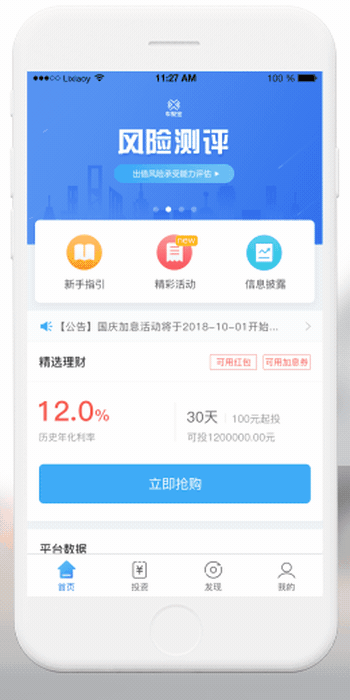 Lixiaoy
11:27 AM
100 %
车智宝
风险测评
出借风险承受能力评估
新手指引
new
精彩活动
信息披露
【公告】国庆加息活动将于2018-10-01开始...
精选理财
可用红包
可用加息券
12.0%
历史年化利率
30天
100元起投
可投1200000.00元
立即抢购
平台数据
首页
投资
发现
我的